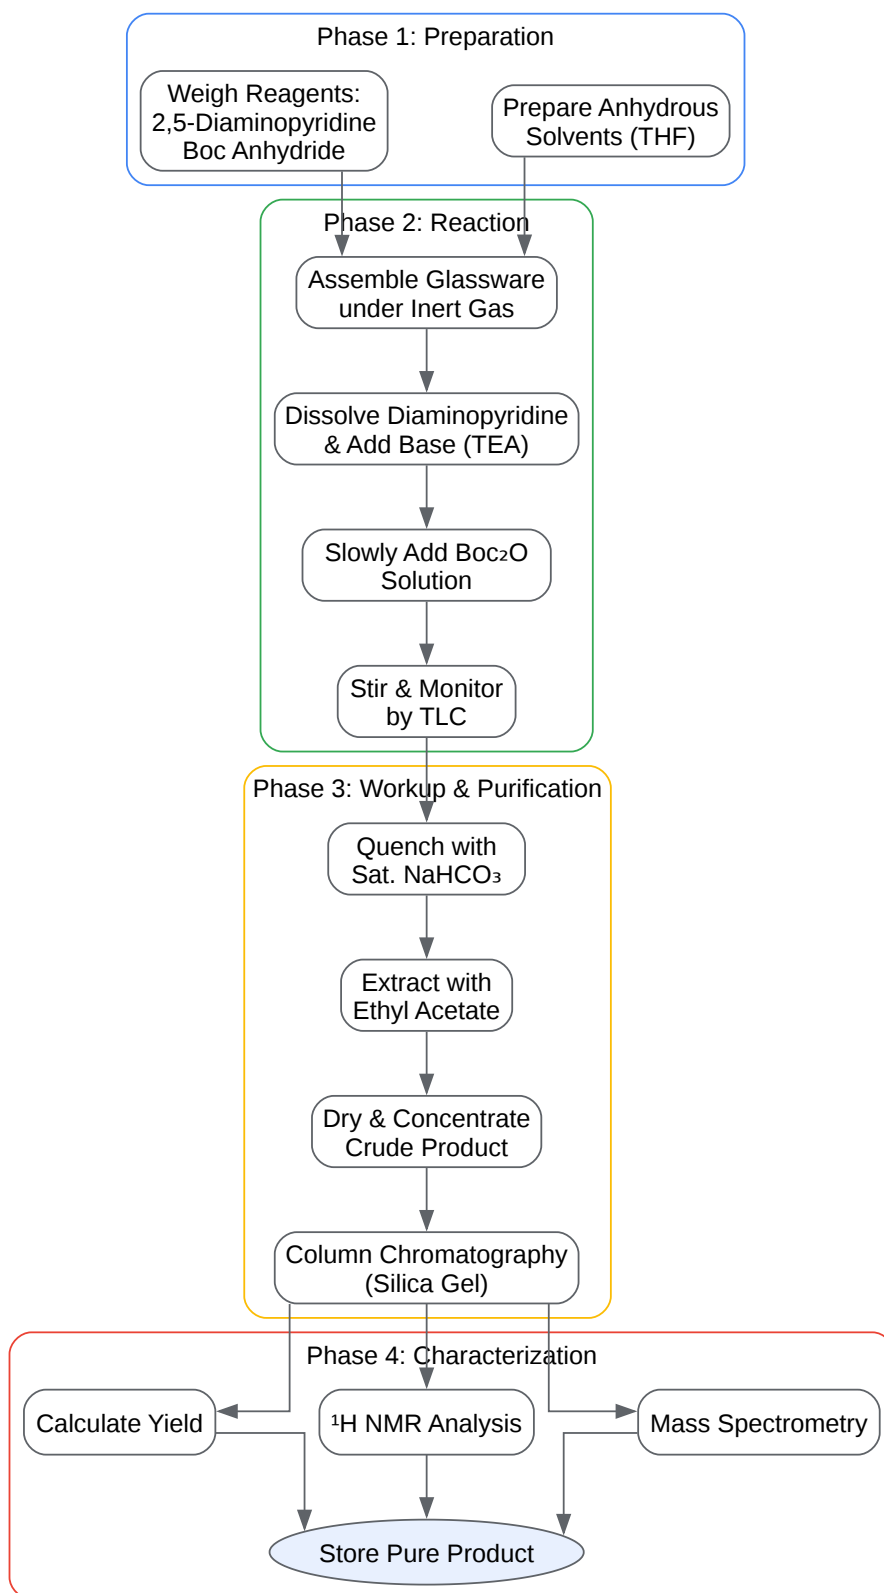 Phase 1: Preparation
Weigh Reagents:
2,5-Diaminopyridine
Boc Anhydride
Prepare Anhydrous
Solvents (THF)
Phase 2: Reaction
Assemble Glassware
under Inert Gas
Dissolve Diaminopyridine
& Add Base (TEA)
Slowly Add Boc₂O
Solution
Stir & Monitor
by TLC
Phase 3: Workup & Purification
Quench with
Sat. NaHCO₃
Extract with
Ethyl Acetate
Dry & Concentrate
Crude Product
Column Chromatography
(Silica Gel)
Phase 4: Characterization
Calculate Yield
¹H NMR Analysis
Mass Spectrometry
Store Pure Product